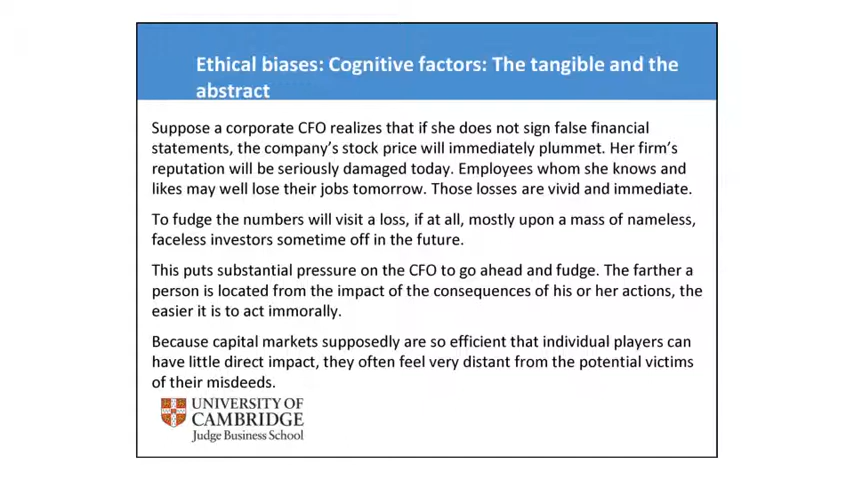 Ethical biases: Cognitive factors: The tangible and the
abstract
Suppose a corporate CFO realizes that if she does not sign false financial
statements, the company's stock price will immediately plummet. Her firm's
reputation will be seriously damaged today. Employees whom she knows and
likes may well lose their jobs tomorrow. Those losses are vivid and immediate.
To fudge the numbers will visit a loss, if at all, mostly upon a mass of nameless,
faceless investors sometime off in the future.
This puts substantial pressure on the CFO to go ahead and fudge. The farther a
person is located from the impact of the consequences of his or her actions, the
easier it is to act immorally.
Because capital markets supposedly are so efficient that individual players can
have little direct impact, they often feel very distant from the potential victims
of their misdeeds.
UNIVERSITY OF
CAMBRIDGE
Judge Business School